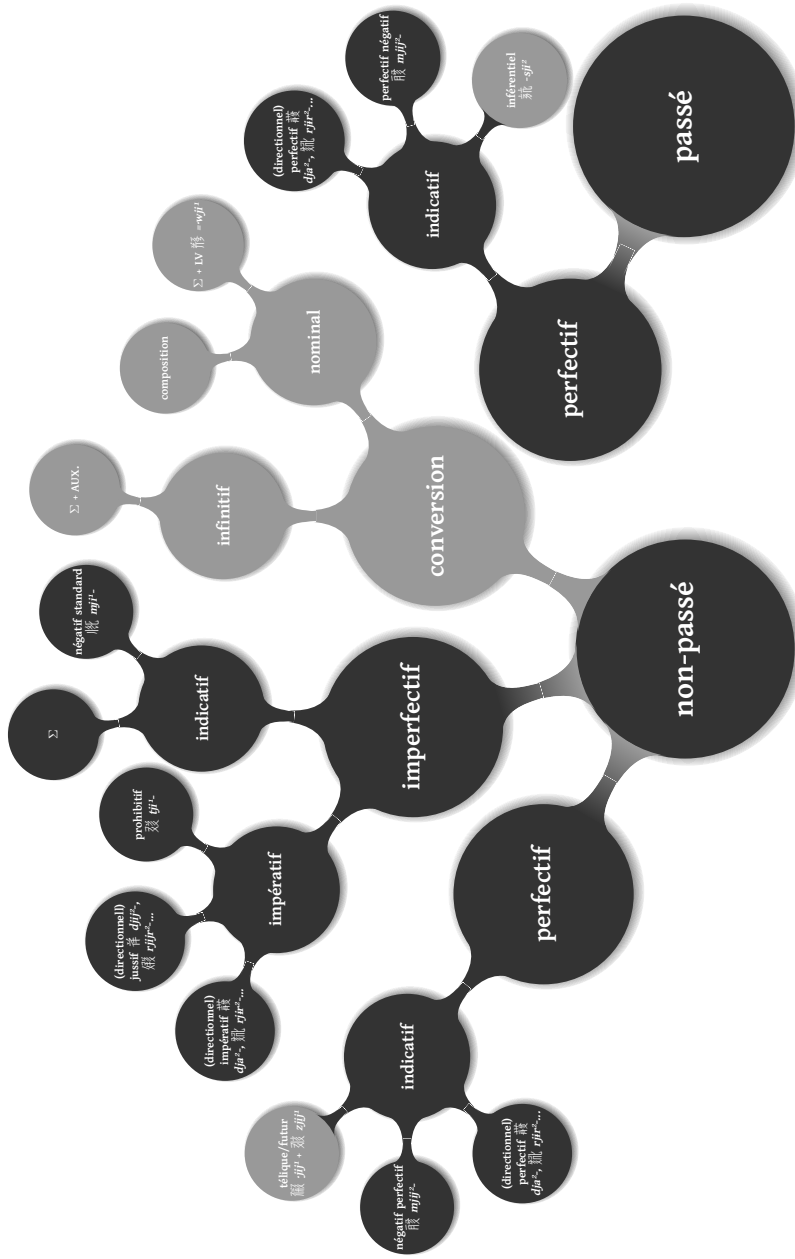 passé
perfectif
indicatif
(directionnel)
perfectif
dja²-, rjir²-...
perfectif négatif
mjij²-
inférentiel
-sji²
non-passé
conversion
nominal
Σ + LV =wji¹
composition
infinitif
Σ + AUX.
imperfectif
indicatif
négatif standard
mji¹-
Σ
impératif
prohibitif
tji¹-
(directionnell)
jussif djij²-,
rjijr²-...
(directionnel)
impératif
dja²-, rjir²-...
perfectif
indicatif
télique/futur
·jij¹ + zjij¹
négatif perfectif
mjij²-
(directionnel)
perfectif
dja²-, rjir²-...